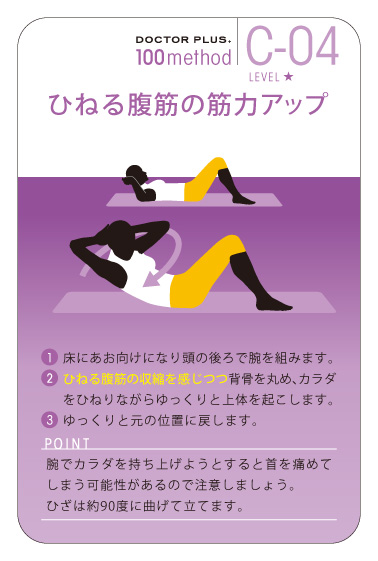 DOCTOR PLUS.
100method
C-04
LEVEL ★
ひねる腹筋の筋力アップ
1 床にあお向けになり頭の後ろで腕を組みます。
2 ひねる腹筋の収縮を感じつつ背骨を丸め、カラダ
をひねりながらゆっくりと上体を起こします。
3 ゆっくりと元の位置に戻します。
POINT
腕でカラダを持ち上げようとすると首を痛めて
しまう可能性があるので注意しましょう。
ひざは約90度に曲げて立てます。